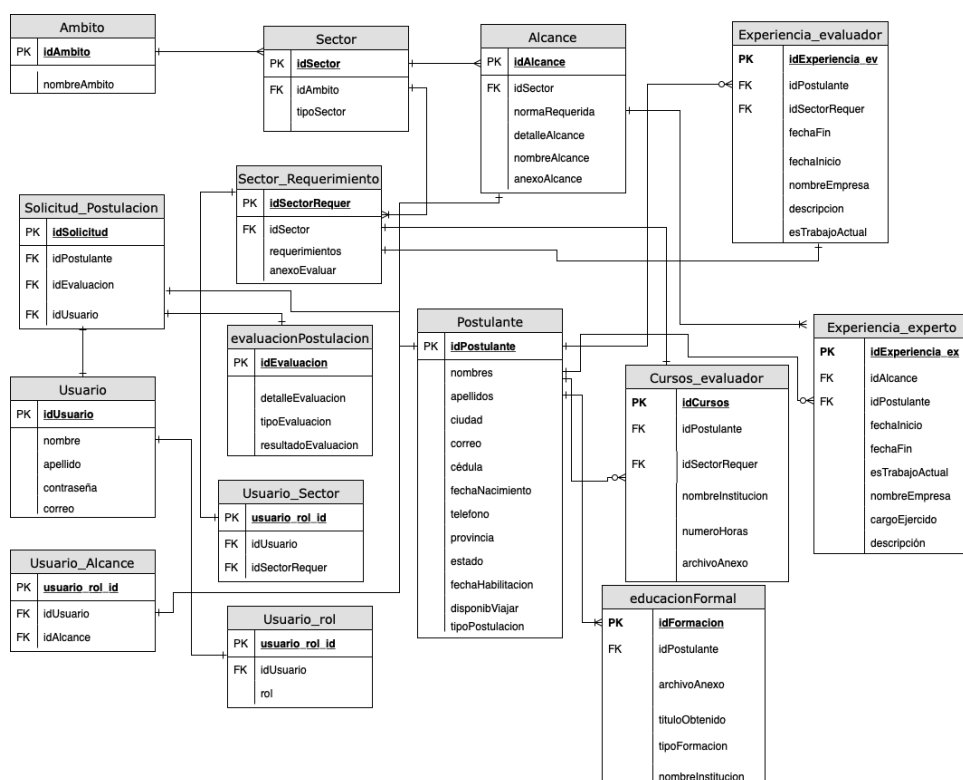 Ambito
PK idAmbito
nombreAmbito
Sector
PK idSector
FK idAmbito
tipoSector
Alcance
PK idAlcance
FK idSector
normaRequerida
detalleAlcance
nombreAlcance
anexoAlcance
Experiencia_evaluador
PK idExperiencia_ev
FK idPostulante
FK idSectorRequer
fechaFin
fechaInicio
nombreEmpresa
descripcion
esTrabajoActual
Sector_Requerimiento
PK idSectorRequer
FK idSector
requerimientos
anexoEvaluar
Solicitud_Postulacion
PK idSolicitud
FK idPostulante
FK idEvaluacion
FK idUsuario
evaluacionPostulacion
PK idEvaluacion
detalleEvaluacion
tipoEvaluacion
resultadoEvaluacion
Postulante
PK idPostulante
nombres
apellidos
ciudad
correo
cédula
fechaNacimiento
telefono
provincia
estado
fechaHabilitacion
disponibViajar
tipoPostulacion
Experiencia_experto
PK idExperiencia_ex
FK idAlcance
FK idPostulante
fechaInicio
fechaFin
esTrabajoActual
nombreEmpresa
cargoEjercido
descripción
Cursos_evaluador
PK idCursos
FK idPostulante
FK idSectorRequer
nombreInstitucion
numeroHoras
archivoAnexo
Usuario
PK idUsuario
nombre
apellido
contraseña
correo
Usuario_Sector
PK usuario_rol_id
FK idUsuario
FK idSectorRequer
Usuario_Alcance
PK usuario_rol_id
FK idUsuario
FK idAlcance
Usuario_rol
PK usuario_rol_id
FK idUsuario
rol
educacionFormal
PK idFormacion
FK idPostulante
archivoAnexo
tituloObtenido
tipoFormacion
nombreInstitucion